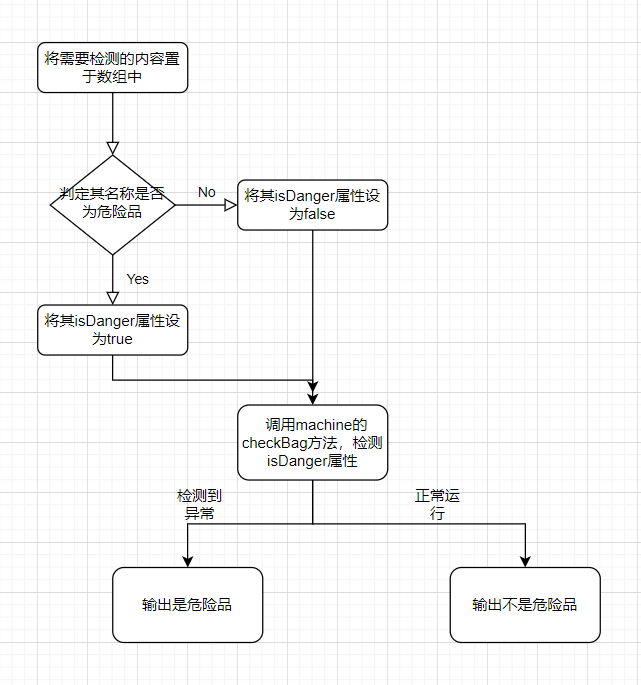 将需要检测的内容置
于数组中
判定其名称是否
为危险品
No
将其isDanger属性设
为false
Yes
将其isDanger属性设
为true
调用machine的
checkBag方法，检测
isDanger属性
检测到
异常
正常运
行
输出是危险品
输出不是危险品